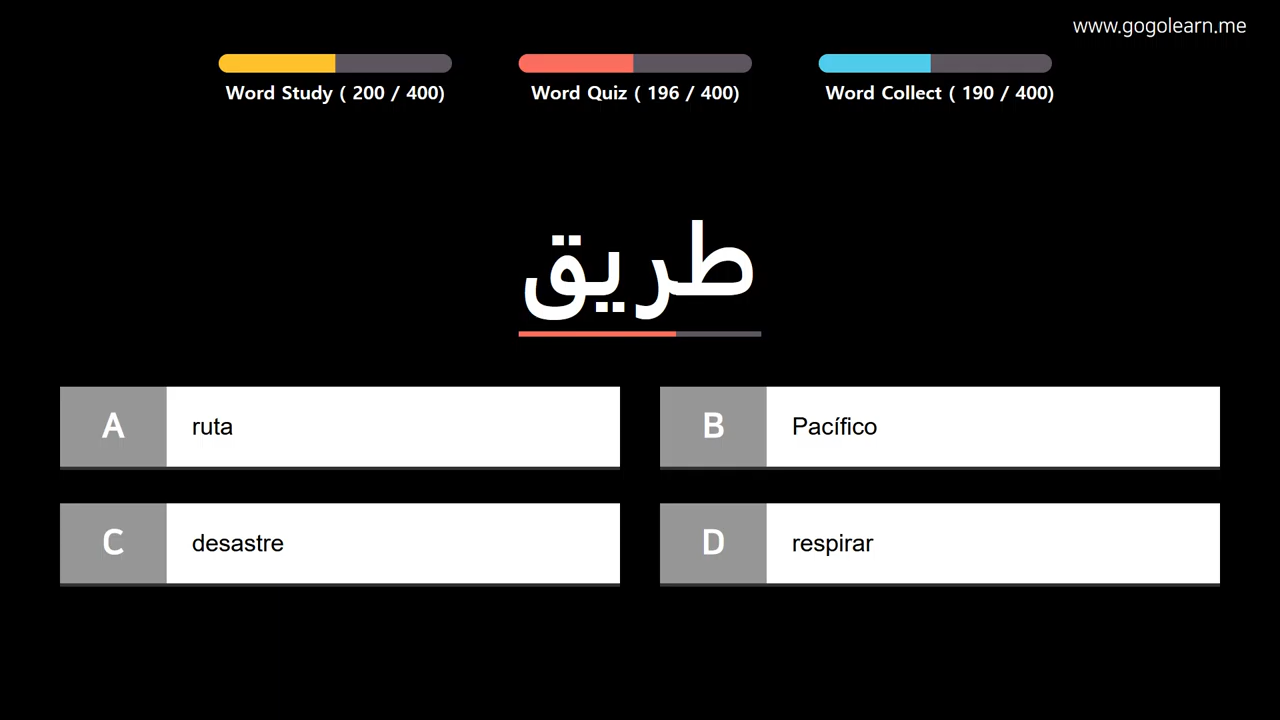 www.gogolearn.me
Word Study ( 200 / 400)
Word Quiz ( 196 / 400)
Word Collect ( 190 / 400)
طريق
A ruta
B Pacífico
C desastre
D respirar